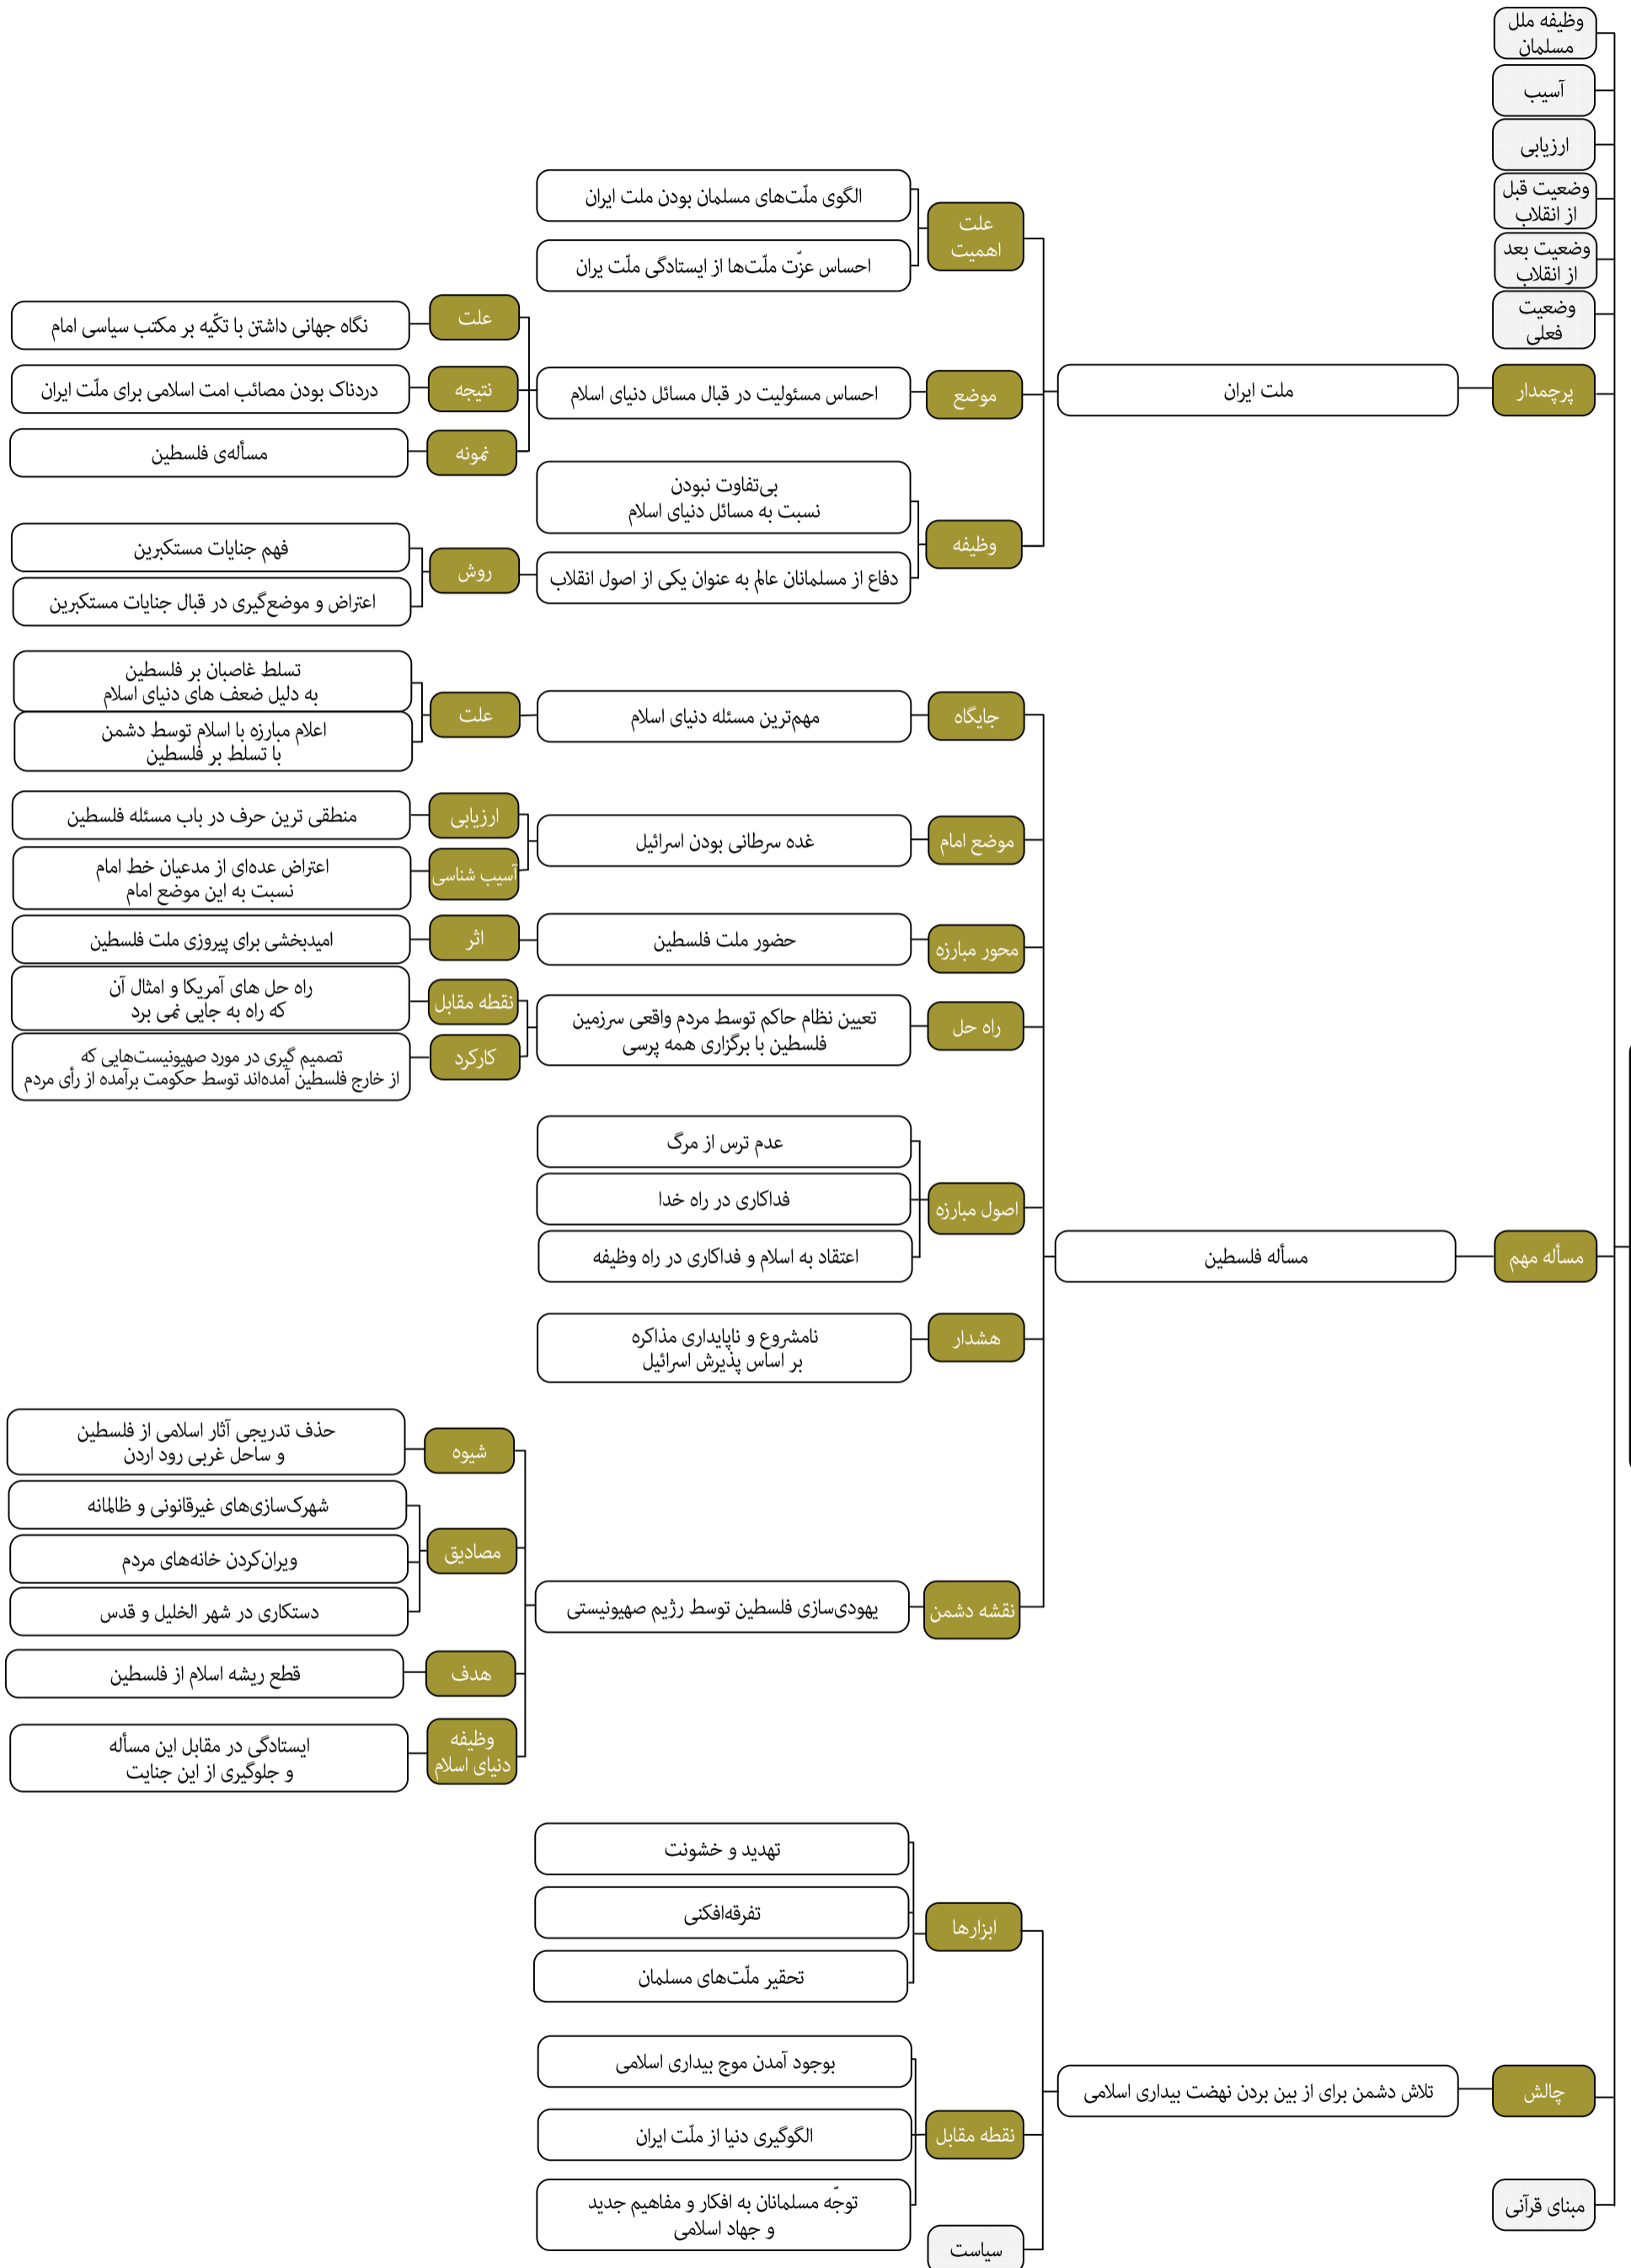 وظیفه ملل
مسلمان
آسیب
ارزیابی
وضعیت قبل
از انقلاب
وضعیت بعد
از انقلاب
وضعیت
فعلی
پرچمدار
ملت ایران
علت
اهمیت
الگوی ملّت‌های مسلمان بودن ملت ایران
احساس عزّت ملّت‌ها از ایستادگی ملّت یران
موضع
احساس مسئولیت در قبال مسائل دنیای اسلام
علت
نگاه جهانی داشتن با تکّیه بر مکتب سیاسی امام
نتیجه
دردناک بودن مصائب امت اسلامی برای ملّت ایران
نمونه
مسأله‌ی فلسطین
وظیفه
بی‌تفاوت نبودن
نسبت به مسائل دنیای اسلام
دفاع از مسلمانان عالم به عنوان یکی از اصول انقلاب
روش
فهم جنایات مستکبرین
اعتراض و موضع‌گیری در قبال جنایات مستکبرین
مسأله مهم
مسأله فلسطین
جایگاه
مهم‌ترین مسئله دنیای اسلام
علت
تسلط غاصبان بر فلسطین
به دلیل ضعف های دنیای اسلام
اعلام مبارزه با اسلام توسط دشمن
با تسلط بر فلسطین
موضع امام
غده سرطانی بودن اسرائیل
ارزیابی
منطقی ترین حرف در باب مسئله فلسطین
آسیب شناسی
اعتراض عده‌ای از مدعیان خط امام
نسبت به این موضع امام
محور مبارزه
حضور ملت فلسطین
اثر
امیدبخشی برای پیروزی ملت فلسطین
راه حل
تعیین نظام حاکم توسط مردم واقعی سرزمین
فلسطین با برگزاری همه پرسی
نقطه مقابل
راه حل های آمریکا و امثال آن
که راه به جایی نمی برد
کارکرد
تصمیم گیری در مورد صهیونیست‌هایی که
از خارج فلسطین آمده‌اند توسط حکومت برآمده از رأی مردم
اصول مبارزه
عدم ترس از مرگ
فداکاری در راه خدا
اعتقاد به اسلام و فداکاری در راه وظیفه
هشدار
نامشروع و ناپایداری مذاکره
بر اساس پذیرش اسرائیل
نقشه دشمن
یهودی‌سازی فلسطین توسط رژیم صهیونیستی
شیوه
حذف تدریجی آثار اسلامی از فلسطین
و ساحل غربی رود اردن
مصادیق
شهرک‌سازی‌های غیرقانونی و ظالمانه
ویران‌کردن خانه‌های مردم
دستکاری در شهر الخلیل و قدس
هدف
قطع ریشه اسلام از فلسطین
وظیفه
دنیای اسلام
ایستادگی در مقابل این مسأله
و جلوگیری از این جنایت
چالش
تلاش دشمن برای از بین بردن نهضت بیداری اسلامی
ابزارها
تهدید و خشونت
تفرقه‌افکنی
تحقیر ملّت‌های مسلمان
نقطه مقابل
بوجود آمدن موج بیداری اسلامی
الگوگیری دنیا از ملّت ایران
توجّه مسلمانان به افکار و مفاهیم جدید
و جهاد اسلامی
سیاست
مبنای قرآنی